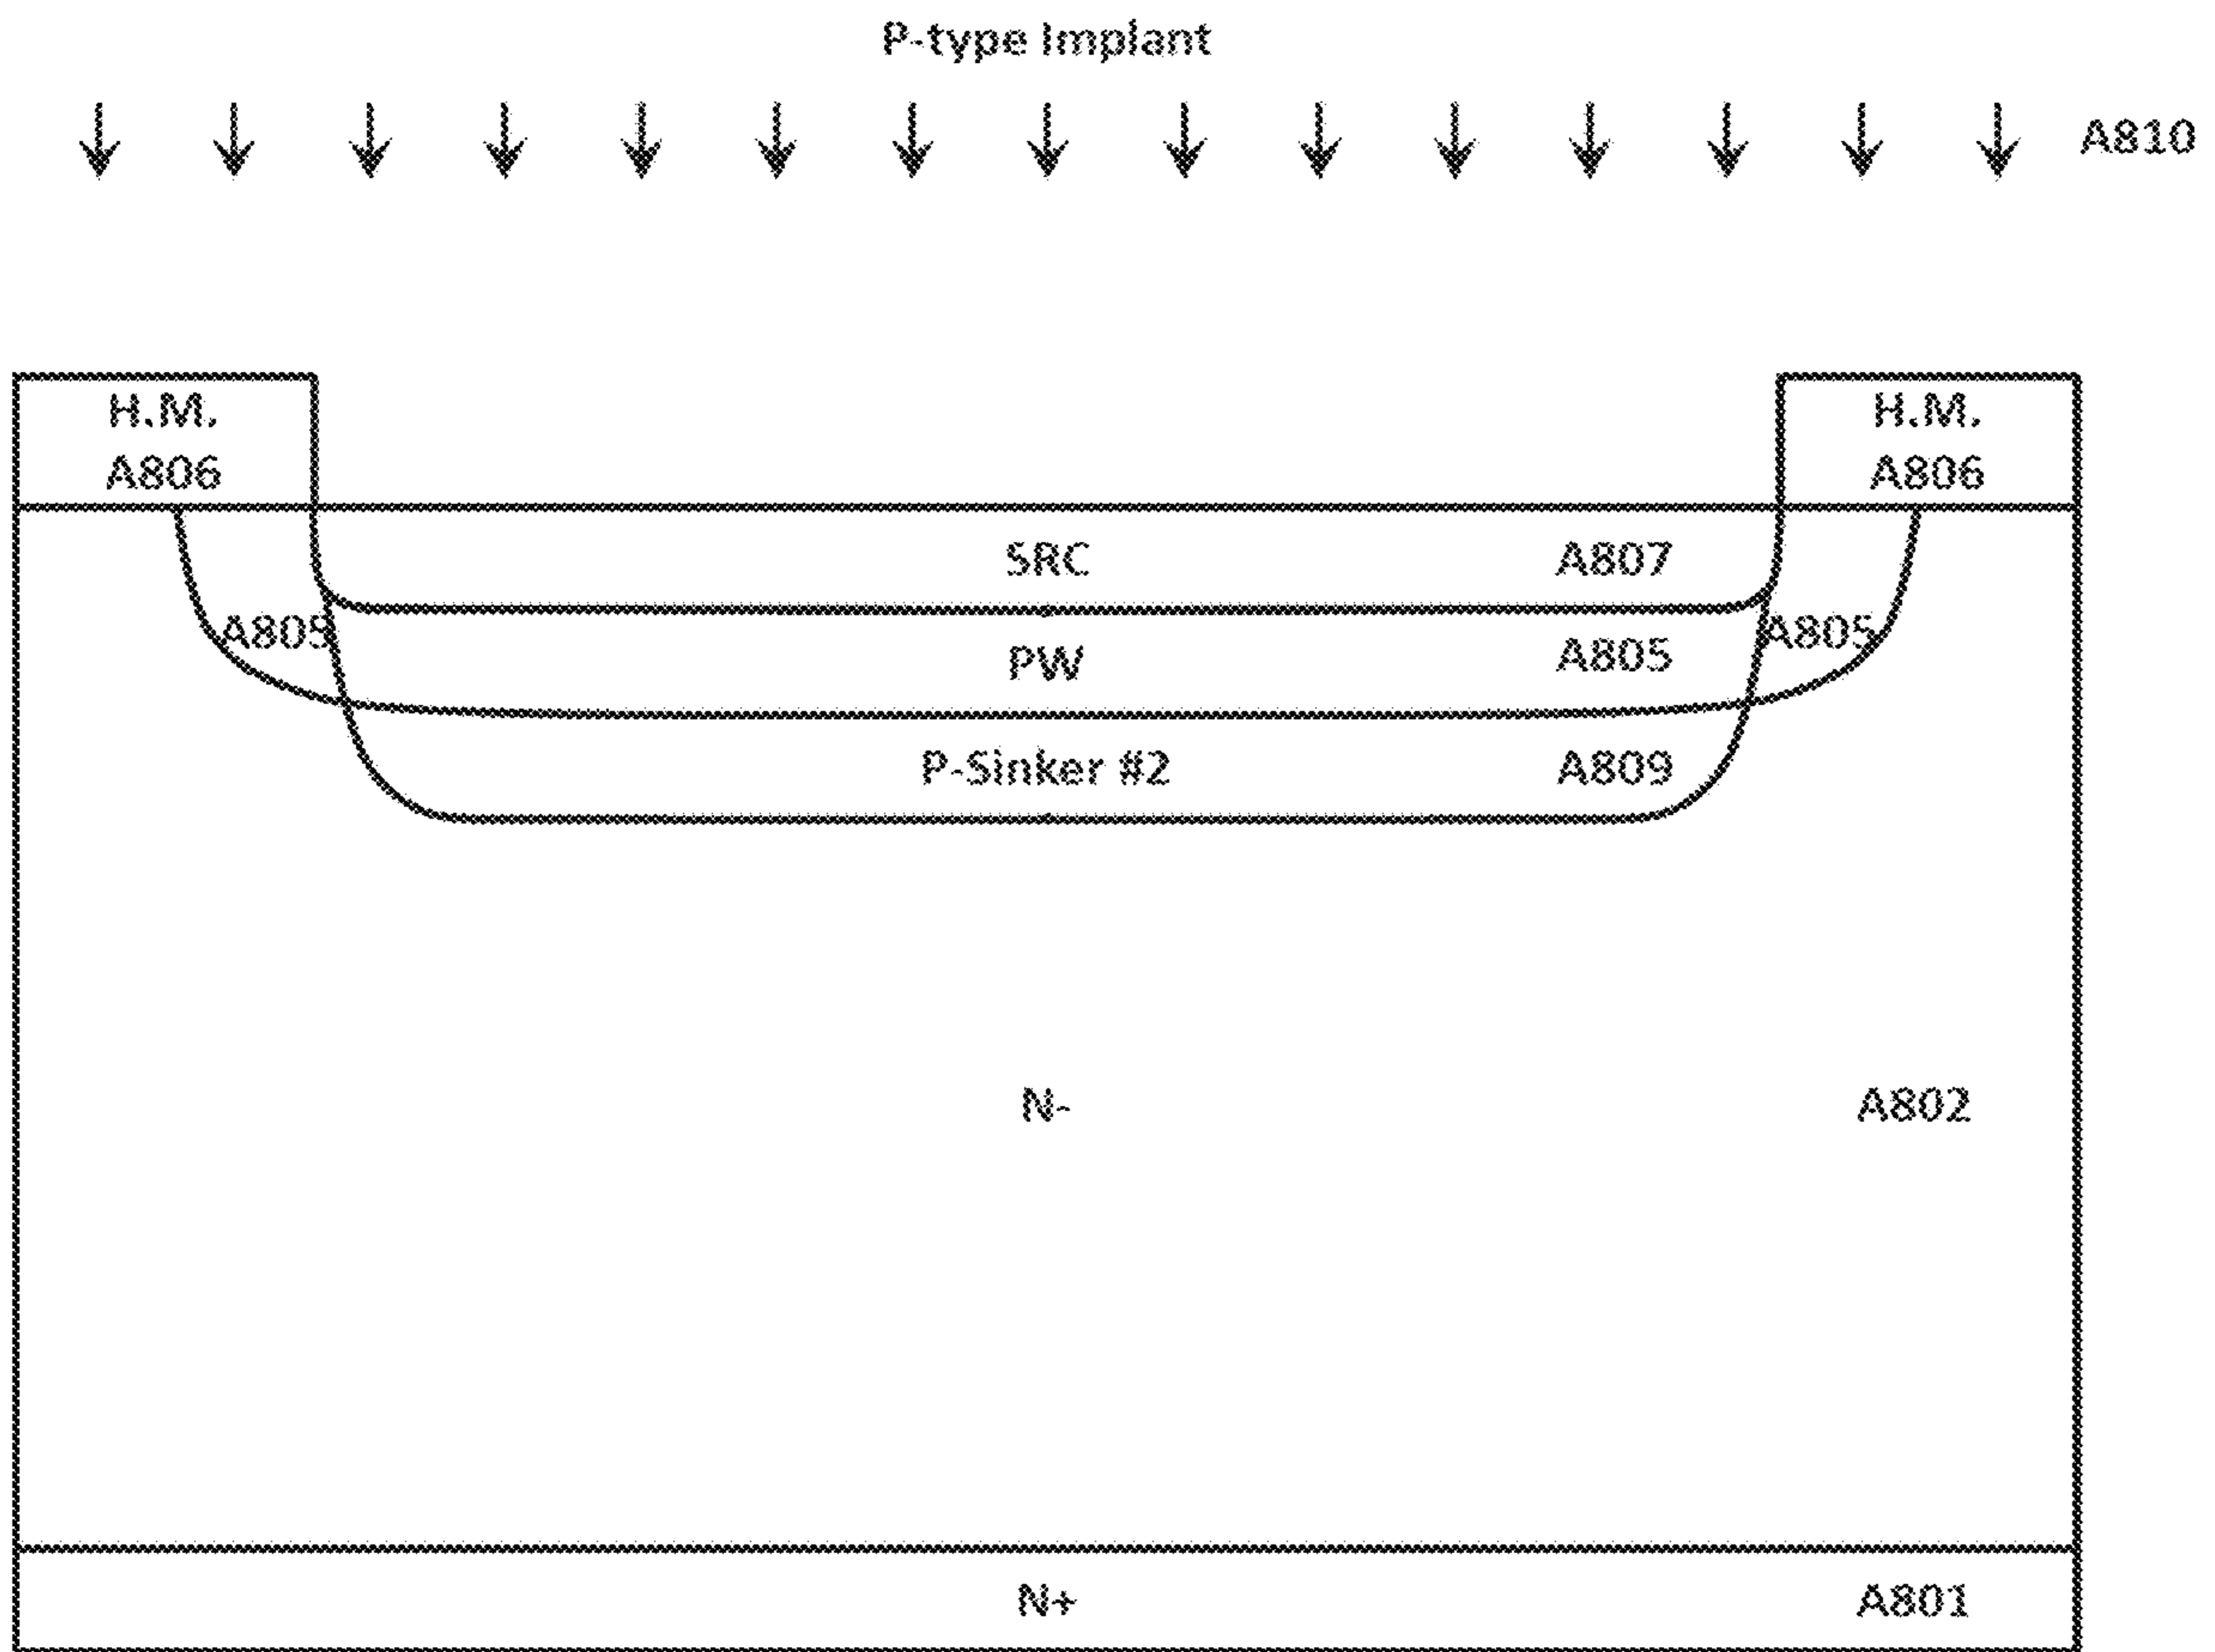 P-type Implant
A810
H.M.
A806
H.M.
A806
SRC A807
A805
PW A805
A805
P-Sinker #2 A809
N- A802
N+ A801